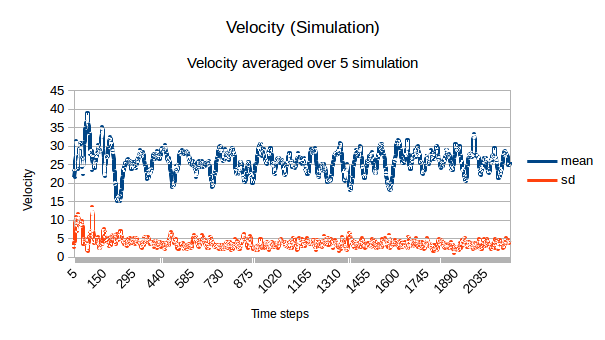 Velocity (Simulation)
Velocity averaged over 5 simulation
45
40
35
30
25
20
15
10
5
0
Velocity
mean
sd
5 150 295 440 585 730 875 1020 1165 1310 1455 1600 1745 1890 2035
Time steps